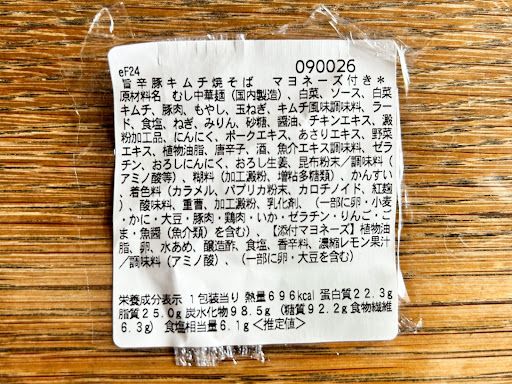 eF24
090026
旨辛豚キムチ焼そば　マヨネーズ付き＊
原材料名　むし中華麺（国内製造）、白菜、ソース、白菜
キムチ、豚肉、もやし、玉ねぎ、キムチ風味調味料、ラー
ド、食塩、ねぎ、みりん、砂糖、醤油、チキンエキス、澱
粉加工品、にんにく、ポークエキス、あさりエキス、野菜
エキス、植物油脂、唐辛子、酒、魚介エキス調味料、ゼラ
チン、おろしにんにく、おろし生姜、昆布粉末／調味料（
アミノ酸等）、糊料（加工澱粉、増粘多糖類）、かんすい
、着色料（カラメル、パプリカ粉末、カロチノイド、紅麹）
、酸味料、重曹、加工澱粉、乳化剤、（一部に卵・小麦
・かに・大豆・豚肉・鶏肉・いか・ゼラチン・りんご・ご
ま・魚醤（魚介類）を含む）、【添付マヨネーズ】植物油
脂、卵、水あめ、醸造酢、食塩、香辛料、濃縮レモン果汁
／調味料（アミノ酸）、（一部に卵・大豆を含む）
栄養成分表示　１包装当り　熱量696kcal 蛋白質22.3g
脂質25.0g 炭水化物98.5g（糖質92.2g 食物繊維
6.3g）　食塩相当量6.1g＜推定値＞